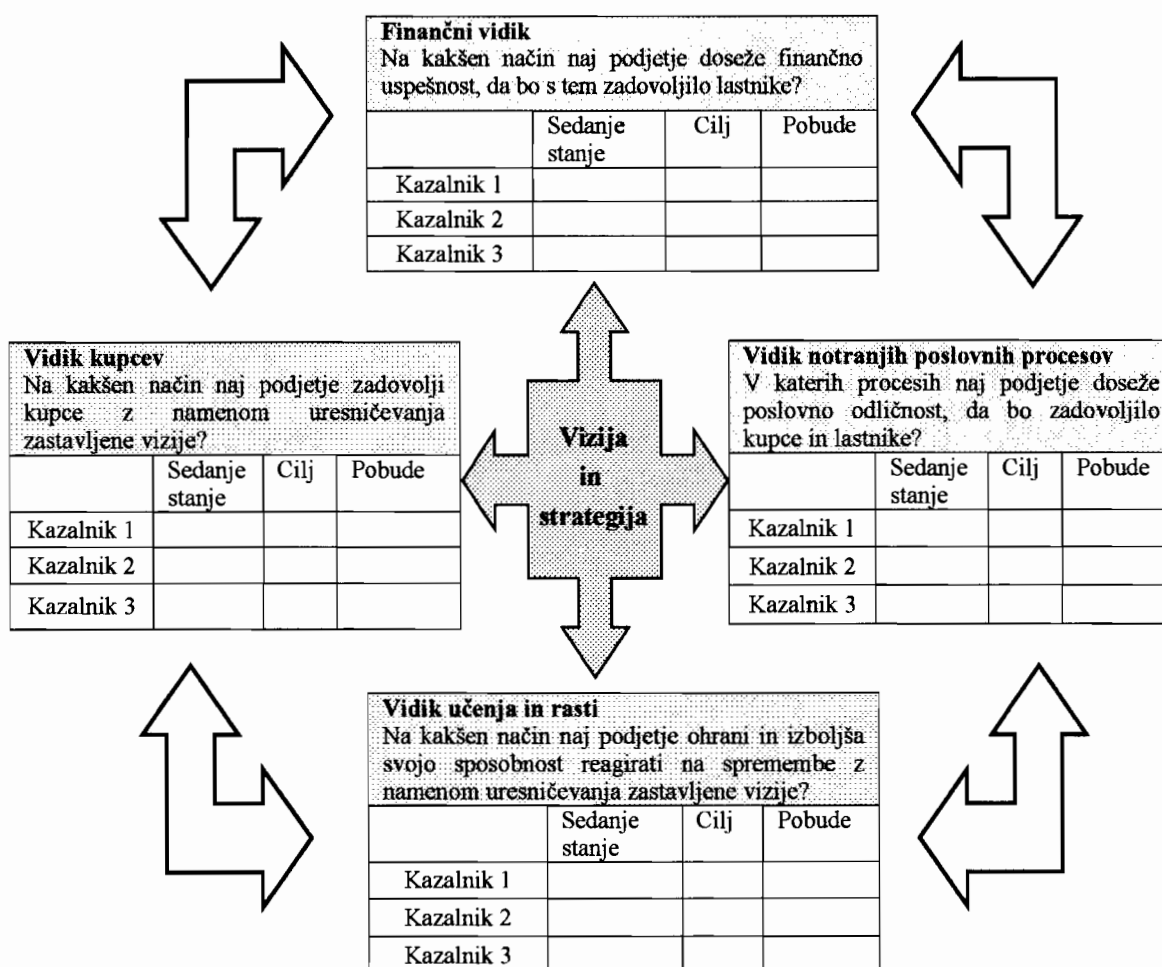 Finančni vidik
Na kakšen način naj podjetje doseže finančno
uspešnost, da bo s tem zadovoljilo lastnike?
Sedanje stanje Cilj Pobude
Kazalnik 1
Kazalnik 2
Kazalnik 3
Vidik kupcev
Na kakšen način naj podjetje zadovolji
kupce z namenom uresničevanja
zastavljene vizije?
Sedanje stanje Cilj Pobude
Kazalnik 1
Kazalnik 2
Kazalnik 3
Vizija
in
strategija
Vidik notranjih poslovnih procesov
V katerih procesih naj podjetje doseže
poslovno odličnost, da bo zadovoljilo
kupce in lastnike?
Sedanje stanje Cilj Pobude
Kazalnik 1
Kazalnik 2
Kazalnik 3
Vidik učenja in rasti
Na kakšen način naj podjetje ohrani in izboljša
svojo sposobnost reagirati na spremembe z
namenom uresničevanja zastavljene vizije?
Sedanje stanje Cilj Pobude
Kazalnik 1
Kazalnik 2
Kazalnik 3